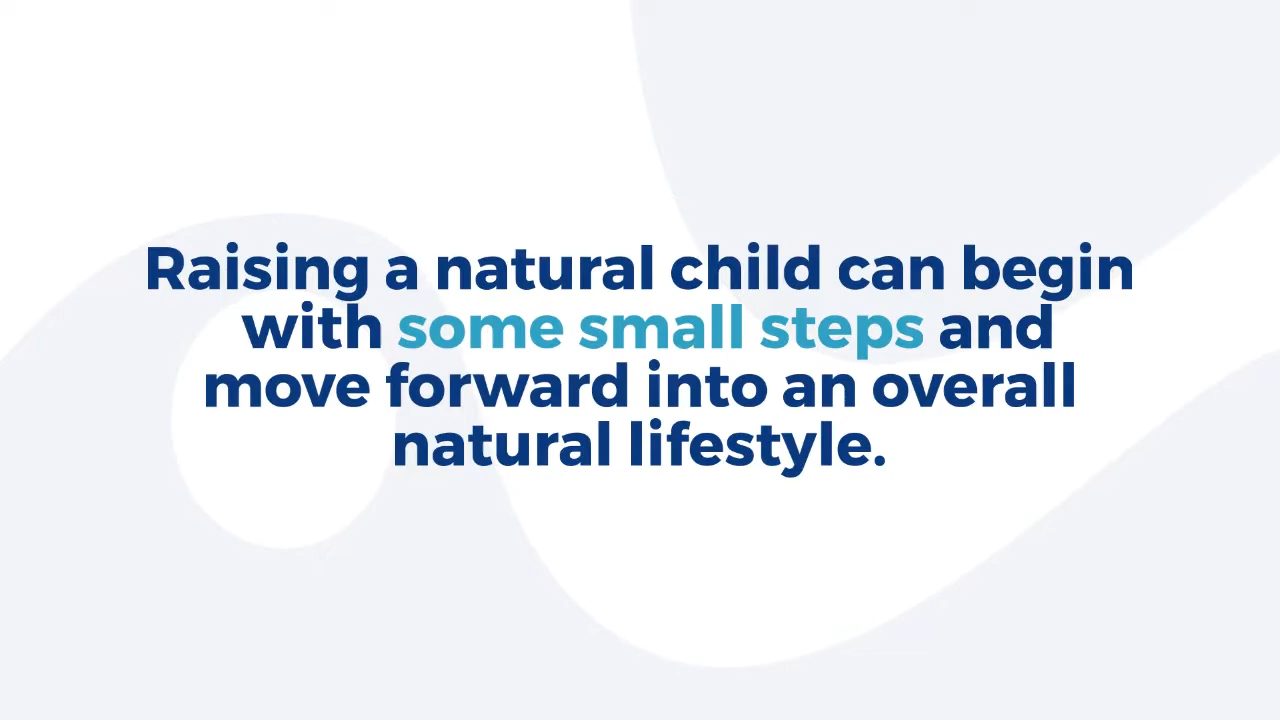 Raising a natural child can begin
with some small steps and
move forward into an overall
natural lifestyle.